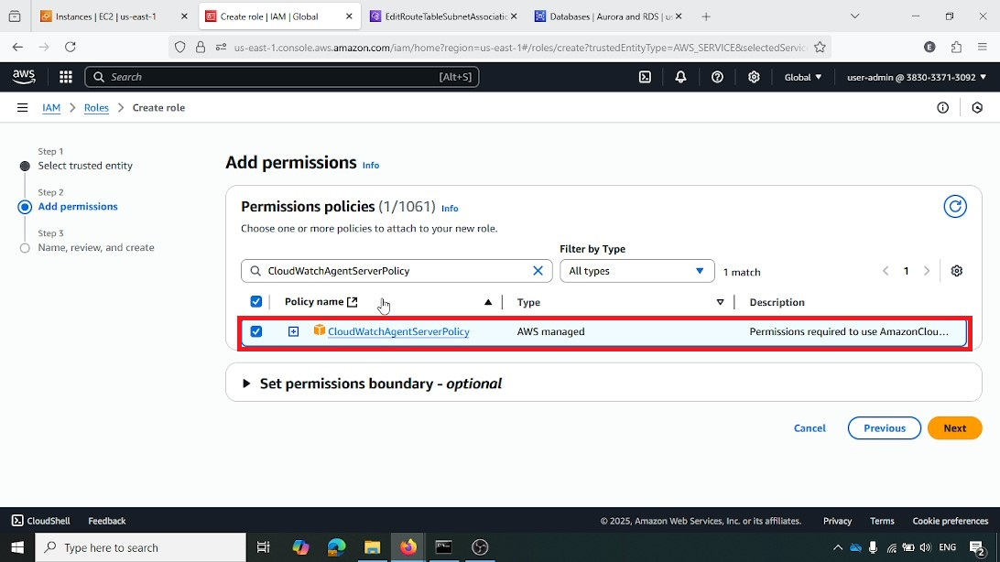 Instances | EC2 | us-east-1
Create role | IAM | Global
EditRouteTableSubnetAssociatio
Databases | Aurora and RDS | us
us-east-1.console.aws.amazon.com/iam/home?region=us-east-1#/roles/create?trustedEntityType=AWS_SERVICE&selectedServic
E
aws
Search
[Alt+S]
Global
user-admin @ 3830-3371-3092
IAM
Roles
Create role
Step 1
Select trusted entity
Step 2
Add permissions
Step 3
Name, review, and create
Add permissions Info
Permissions policies (1/1061) Info
Choose one or more policies to attach to your new role.
Filter by Type
CloudWatchAgentServerPolicy
All types
1 match
1
Policy name
Type
Description
CloudWatchAgentServerPolicy
AWS managed
Permissions required to use AmazonClou...
Set permissions boundary - optional
Cancel
Previous
Next
CloudShell
Feedback
© 2025, Amazon Web Services, Inc. or its affiliates.
Privacy
Terms
Cookie preferences
Type here to search
ENG
2